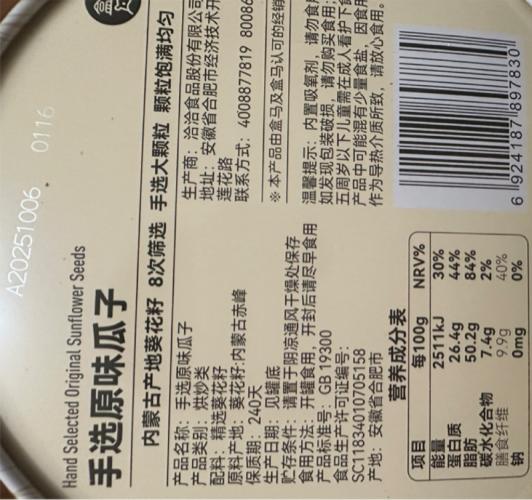 A20251006 0116
Hand Selected Original Sunflower Seeds
手选原味瓜子
内蒙古产地葵花籽 8次筛选 手选大颗粒 颗粒饱满均匀
产品名称：手选原味瓜子
产品类别：烘炒类
配料：精选葵花籽
原料产地：葵花籽:内蒙古赤峰
保质期：240天
生产日期：见罐底
贮存条件：请置于阴凉通风干燥处保存
食用方法：开罐食用，开封后请尽早食用
产品标准号：GB 19300
食品生产许可证编号：
SC11834010705158
产地：安徽省合肥市
生产商：洽洽食品股份有限公司
地址：安徽省合肥市经济技术开
莲花路
联系方式：4008877819 80086
※本产品由盒马及盒马认可的经销
温馨提示：内置吸氧剂，请勿食
如发现包装破损，请勿购买食用；
五周岁以下儿童需在成人看护下食
产品中可能混有少量食盐，因食用
作为导热介质所致，请放心食用。
营养成分表
项目 每100g NRV%
能量 2511kJ 30%
蛋白质 26.4g 44%
脂肪 50.2g 84%
碳水化合物 7.4g 2%
膳食纤维 9.9g 40%
钠 0mg 0%
6 924187 897830